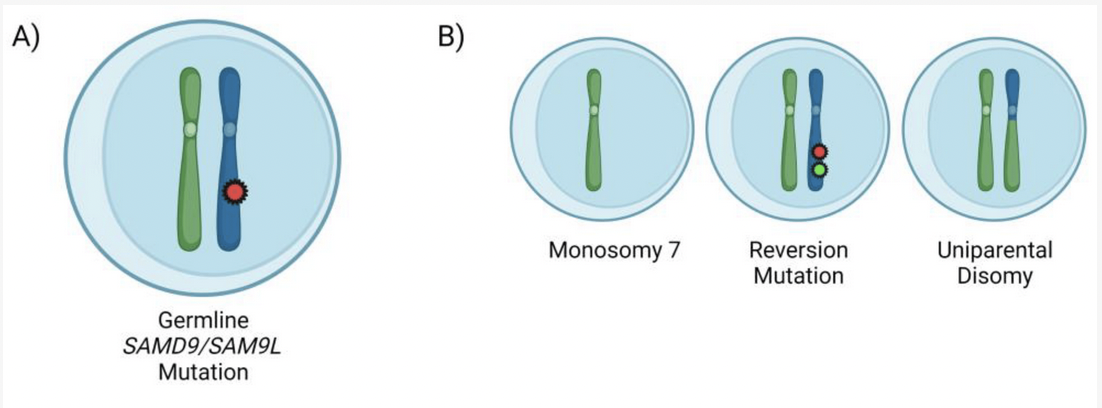 A)
Germline
SAMD9/SAM9L
Mutation
B)
Monosomy 7
Reversion
Mutation
Uniparental
Disomy